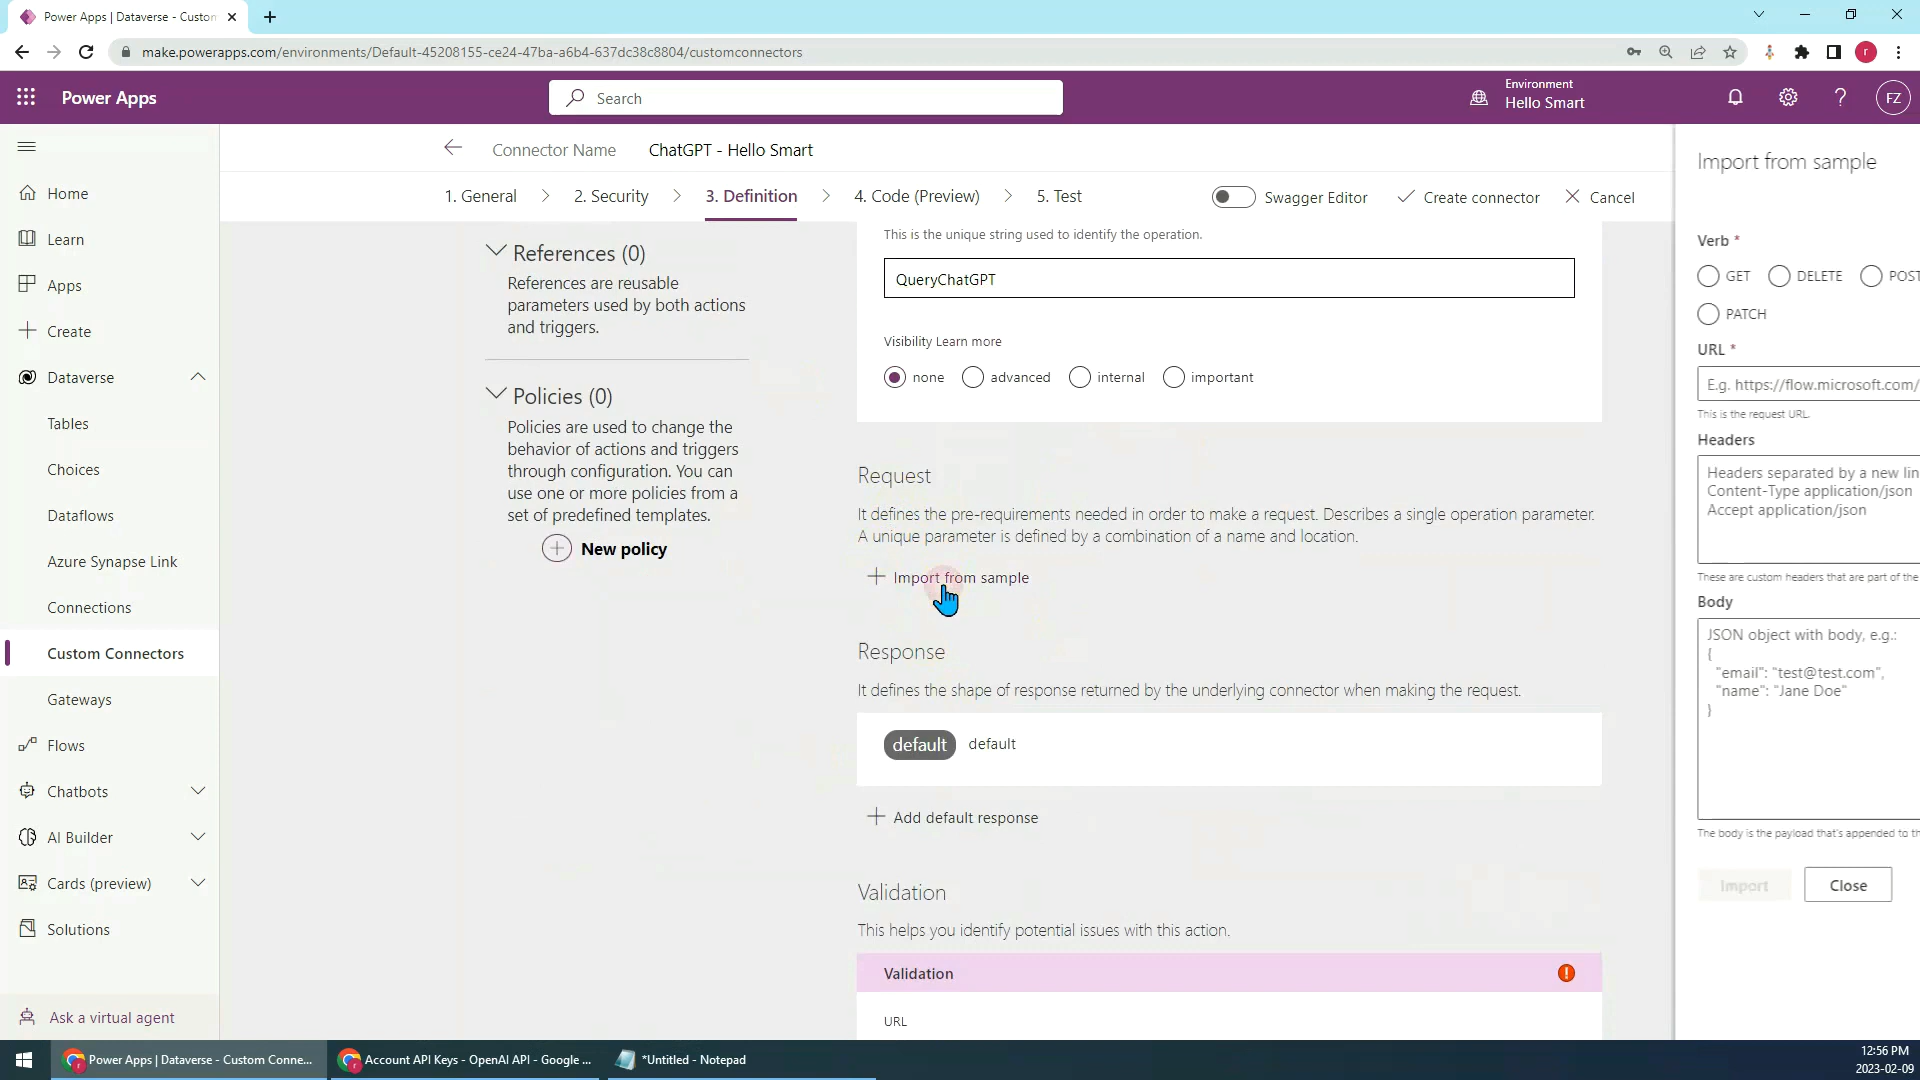 Power Apps | Dataverse - Custom
make.powerapps.com/environments/Default-45208155-ce24-47ba-a6b4-637dc38c8804/customconnectors
r
Power Apps
Search
Environment
Hello Smart
FZ
Connector Name
ChatGPT - Hello Smart
1. General
2. Security
3. Definition
4. Code (Preview)
5. Test
Swagger Editor
Create connector
Cancel
Home
Learn
Apps
Create
Dataverse
Tables
Choices
Dataflows
Azure Synapse Link
Connections
Custom Connectors
Gateways
Flows
Chatbots
AI Builder
Cards (preview)
Solutions
Ask a virtual agent
References (0)
References are reusable
parameters used by both actions
and triggers.
Policies (0)
Policies are used to change the
behavior of actions and triggers
through configuration. You can
use one or more policies from a
set of predefined templates.
New policy
This is the unique string used to identify the operation.
QueryChatGPT
Visibility Learn more
none
advanced
internal
important
Request
It defines the pre-requirements needed in order to make a request. Describes a single operation parameter.
A unique parameter is defined by a combination of a name and location.
Import from sample
Response
It defines the shape of response returned by the underlying connector when making the request.
default default
Add default response
Validation
This helps you identify potential issues with this action.
Validation
URL
Import from sample
Verb *
GET
DELETE
POST
PATCH
URL *
E.g. https://flow.microsoft.com/
This is the request URL.
Headers
Headers separated by a new lin
Content-Type application/json
Accept application/json
These are custom headers that are part of the
Body
JSON object with body, e.g.:
{
"email": "test@test.com",
"name": "Jane Doe"
}
The body is the payload that's appended to th
Import
Close
Power Apps | Dataverse - Custom Conne...
Account API Keys - OpenAI API - Google ...
*Untitled - Notepad
12:56 PM
2023-02-09